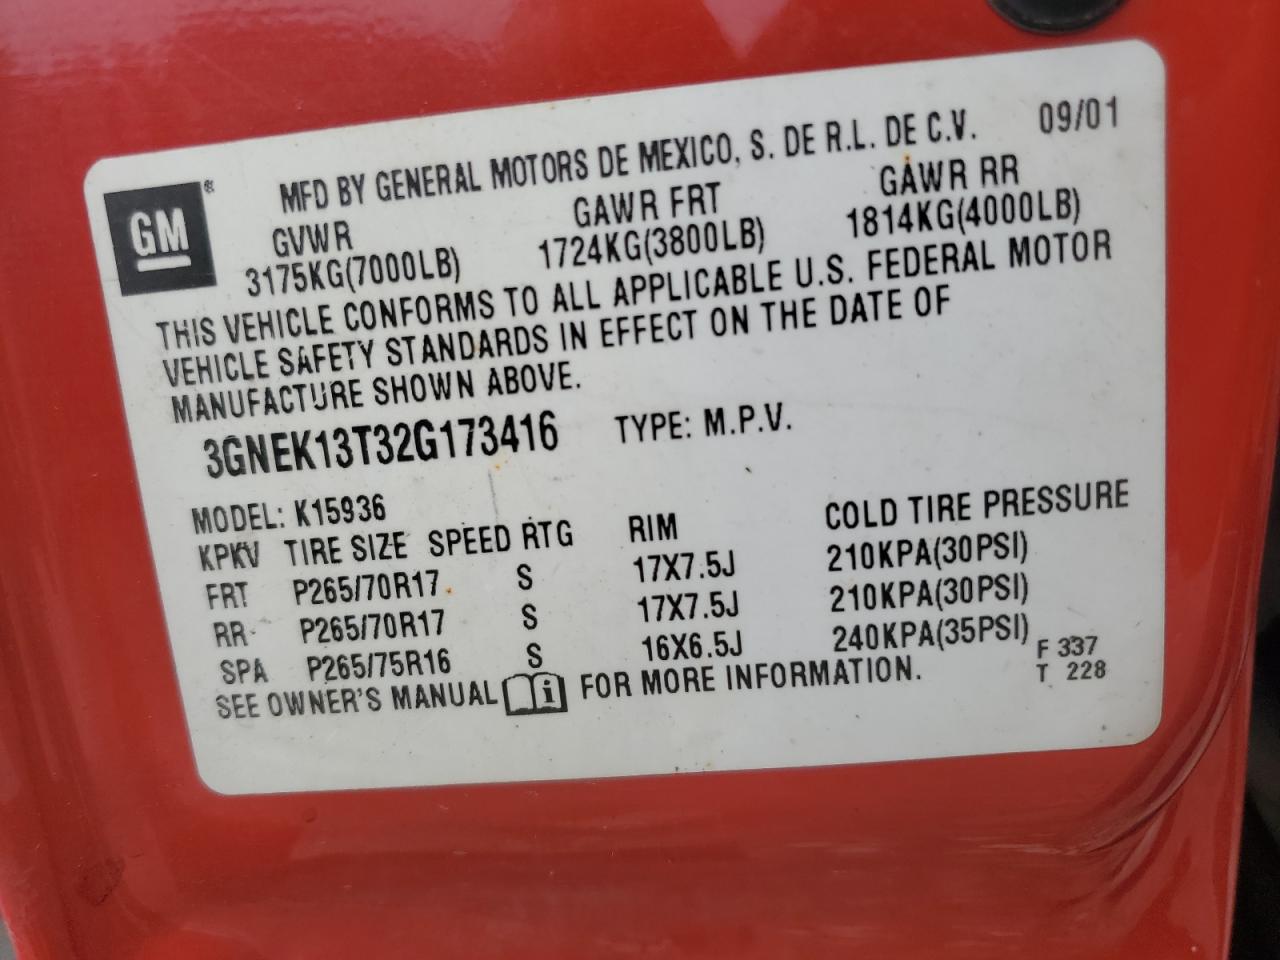 GM ®
MFD BY GENERAL MOTORS DE MEXICO, S. DE R.L. DE C.V. 09/01
GVWR GAWR FRT GAWR RR
3175KG(7000LB) 1724KG(3800LB) 1814KG(4000LB)
THIS VEHICLE CONFORMS TO ALL APPLICABLE U.S. FEDERAL MOTOR
VEHICLE SAFETY STANDARDS IN EFFECT ON THE DATE OF
MANUFACTURE SHOWN ABOVE.
3GNEK13T32G173416 TYPE: M.P.V.
MODEL: K15936
KPKV TIRE SIZE SPEED RTG RIM COLD TIRE PRESSURE
FRT P265/70R17 S 17X7.5J 210KPA(30PSI)
RR P265/70R17 S 17X7.5J 210KPA(30PSI)
SPA P265/75R16 S 16X6.5J 240KPA(35PSI)
SEE OWNER'S MANUAL i FOR MORE INFORMATION.
F 337
T 228